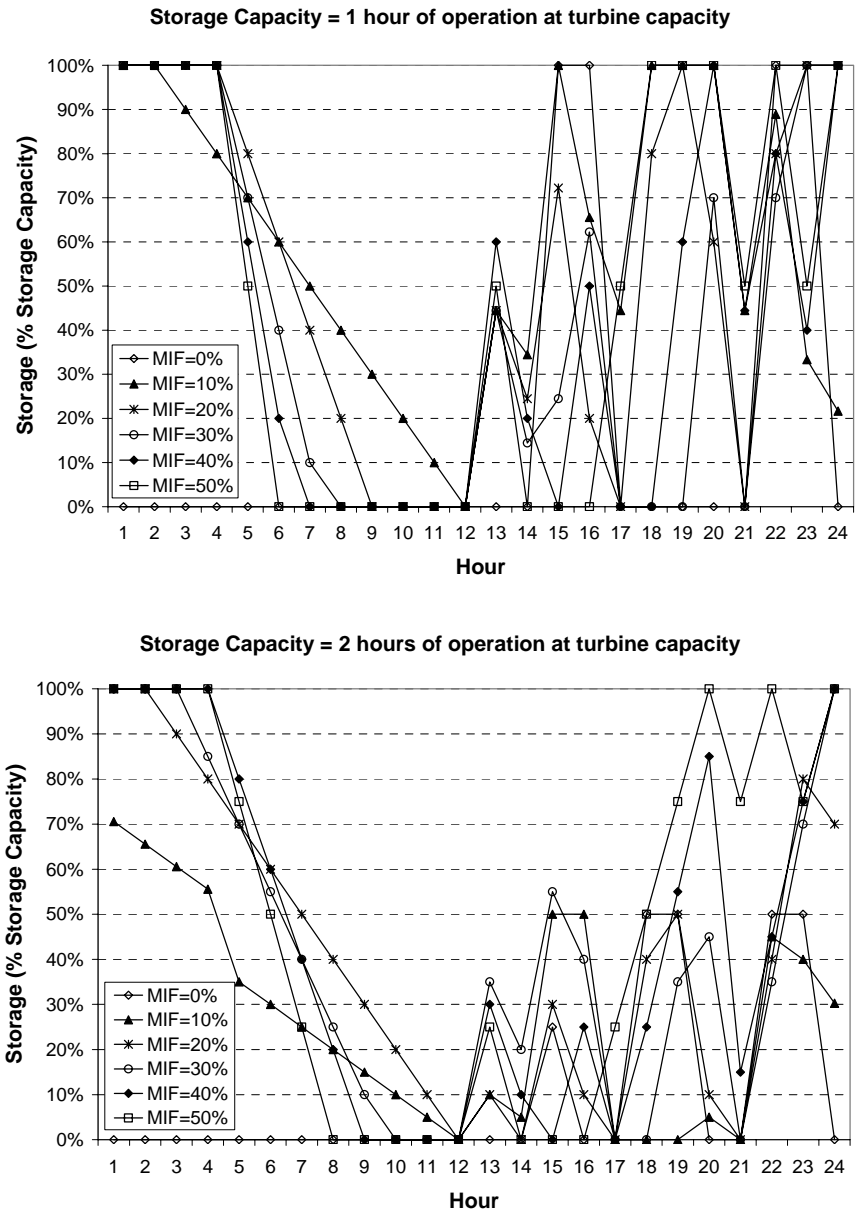 Storage Capacity = 1 hour of operation at turbine capacity
100%
90%
80%
70%
60%
50%
40%
30%
20%
10%
0%
Storage (% Storage Capacity)
MIF=0%
MIF=10%
MIF=20%
MIF=30%
MIF=40%
MIF=50%
1 2 3 4 5 6 7 8 9 10 11 12 13 14 15 16 17 18 19 20 21 22 23 24
Hour
Storage Capacity = 2 hours of operation at turbine capacity
100%
90%
80%
70%
60%
50%
40%
30%
20%
10%
0%
Storage (% Storage Capacity)
MIF=0%
MIF=10%
MIF=20%
MIF=30%
MIF=40%
MIF=50%
1 2 3 4 5 6 7 8 9 10 11 12 13 14 15 16 17 18 19 20 21 22 23 24
Hour